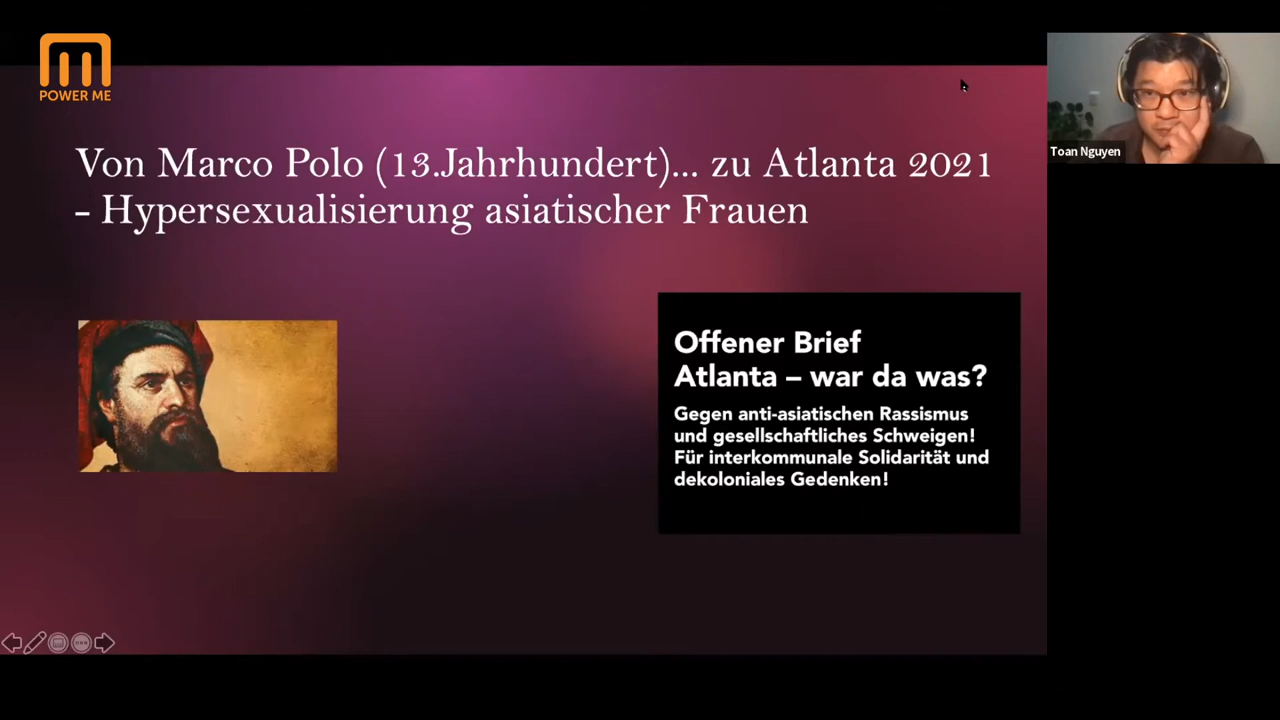 POWER ME
Von Marco Polo (13.Jahrhundert)... zu Atlanta 2021
- Hypersexualisierung asiatischer Frauen
Toan Nguyen
Offener Brief
Atlanta – war da was?
Gegen anti-asiatischen Rassismus
und gesellschaftliches Schweigen!
Für interkommunale Solidarität und
dekoloniales Gedenken!